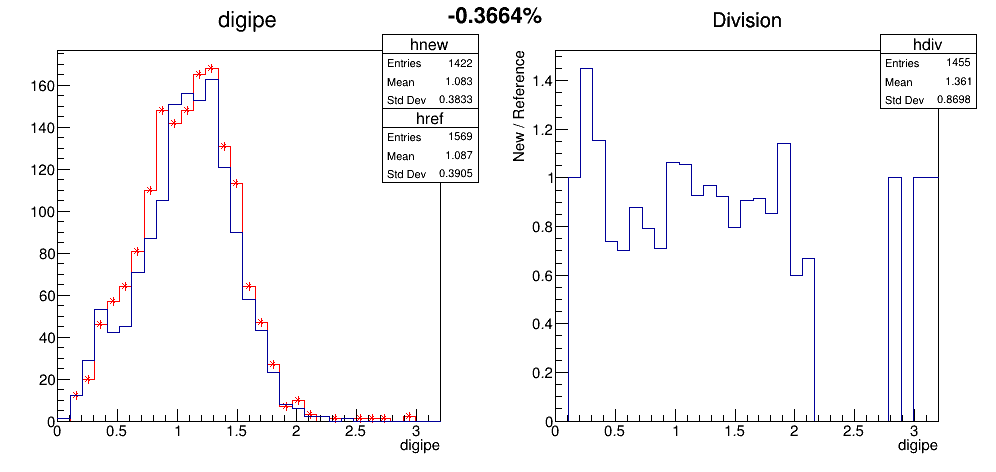 -0.3664%
digipe
hnew
Entries 1422
Mean 1.083
Std Dev 0.3833
href
Entries 1569
Mean 1.087
Std Dev 0.3905
160
140
120
100
80
60
40
20
0
0 0.5 1 1.5 2 2.5 3
digipe
Division
hdiv
Entries 1455
Mean 1.361
Std Dev 0.8698
New / Reference
1.4
1.2
1
0.8
0.6
0.4
0.2
0
0 0.5 1 1.5 2 2.5 3
digipe